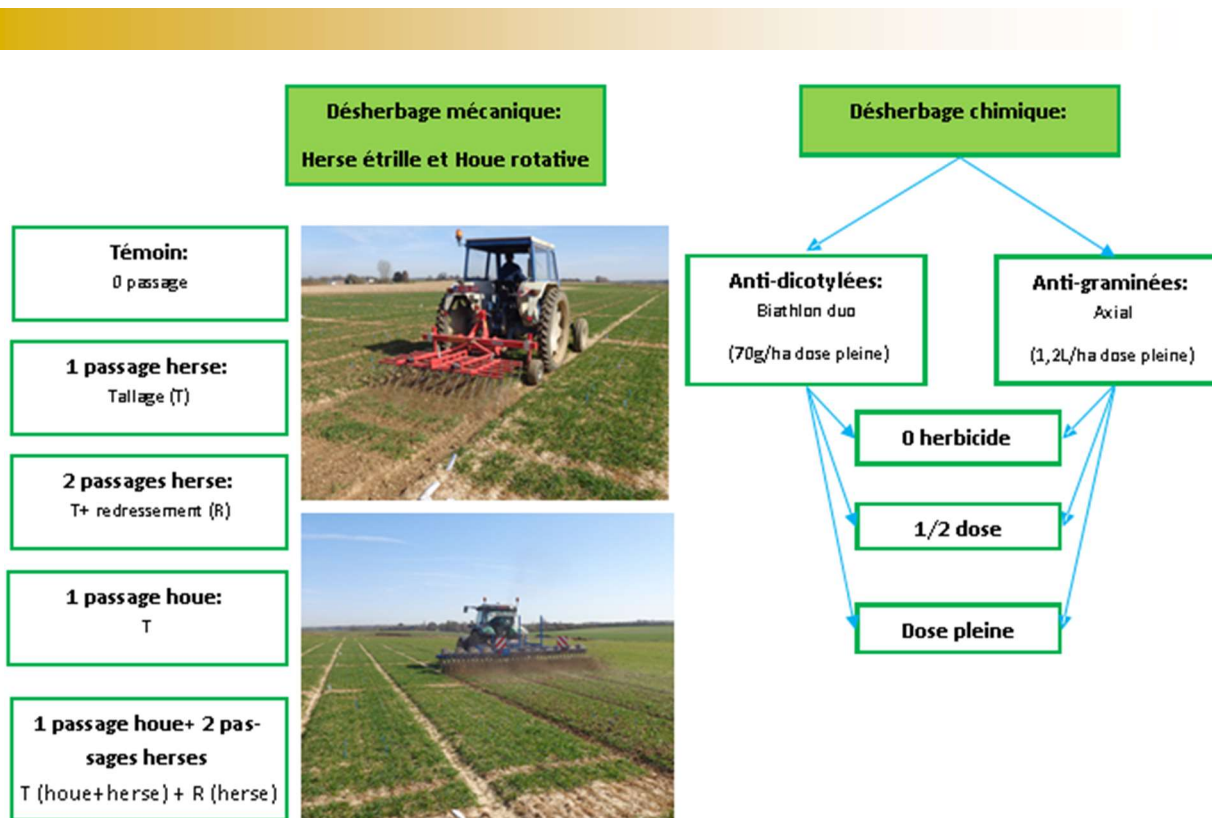 Désherbage mécanique:
Herse étrille et Houe rotative
Témoin:
0 passage
1 passage herse:
Tallage (T)
2 passages herse:
T+ redressement (R)
1 passage houe:
T
1 passage houe+ 2 pas-
sages herses
T (houe+herse) + R (herse)
Désherbage chimique:
Anti-dicotylées:
Biathlon duo
(70g/ha dose pleine)
Anti-graminées:
Axial
(1,2L/ha dose pleine)
0 herbicide
1/2 dose
Dose pleine